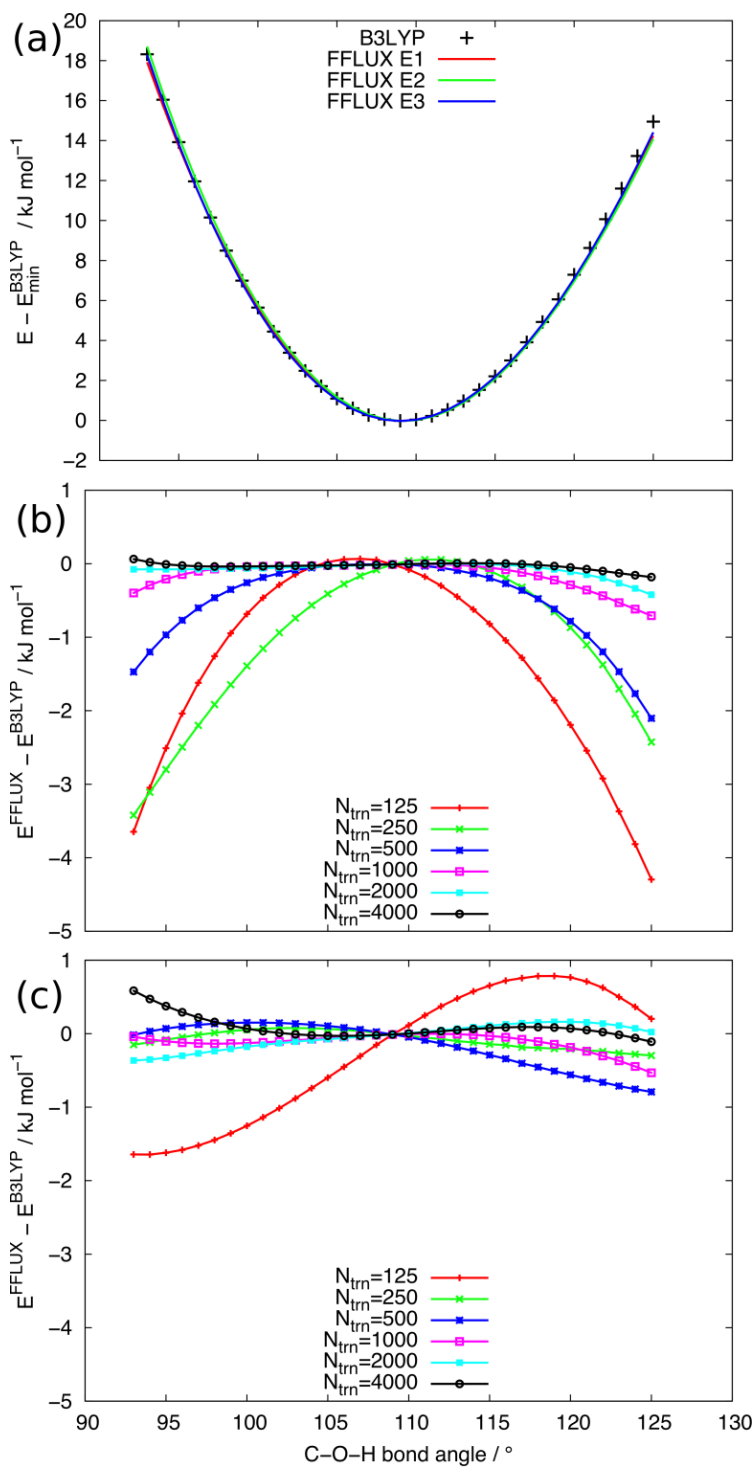 (a)
B3LYP
FFLUX E1
FFLUX E2
FFLUX E3
20
18
16
14
12
10
8
6
4
2
0
−2
E − E_min^B3LYP / kJ mol⁻¹
(b)
1
0
−1
−2
−3
−4
−5
E^FFLUX − E^B3LYP / kJ mol⁻¹
N_trn=125
N_trn=250
N_trn=500
N_trn=1000
N_trn=2000
N_trn=4000
(c)
1
0
−1
−2
−3
−4
−5
E^FFLUX − E^B3LYP / kJ mol⁻¹
N_trn=125
N_trn=250
N_trn=500
N_trn=1000
N_trn=2000
N_trn=4000
90 95 100 105 110 115 120 125 130
C−O−H bond angle / °